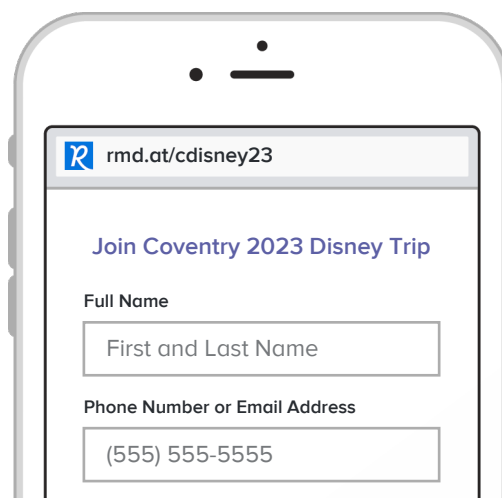 rmd.at/cdisney23
Join Coventry 2023 Disney Trip
Full Name
First and Last Name
Phone Number or Email Address
(555) 555-5555